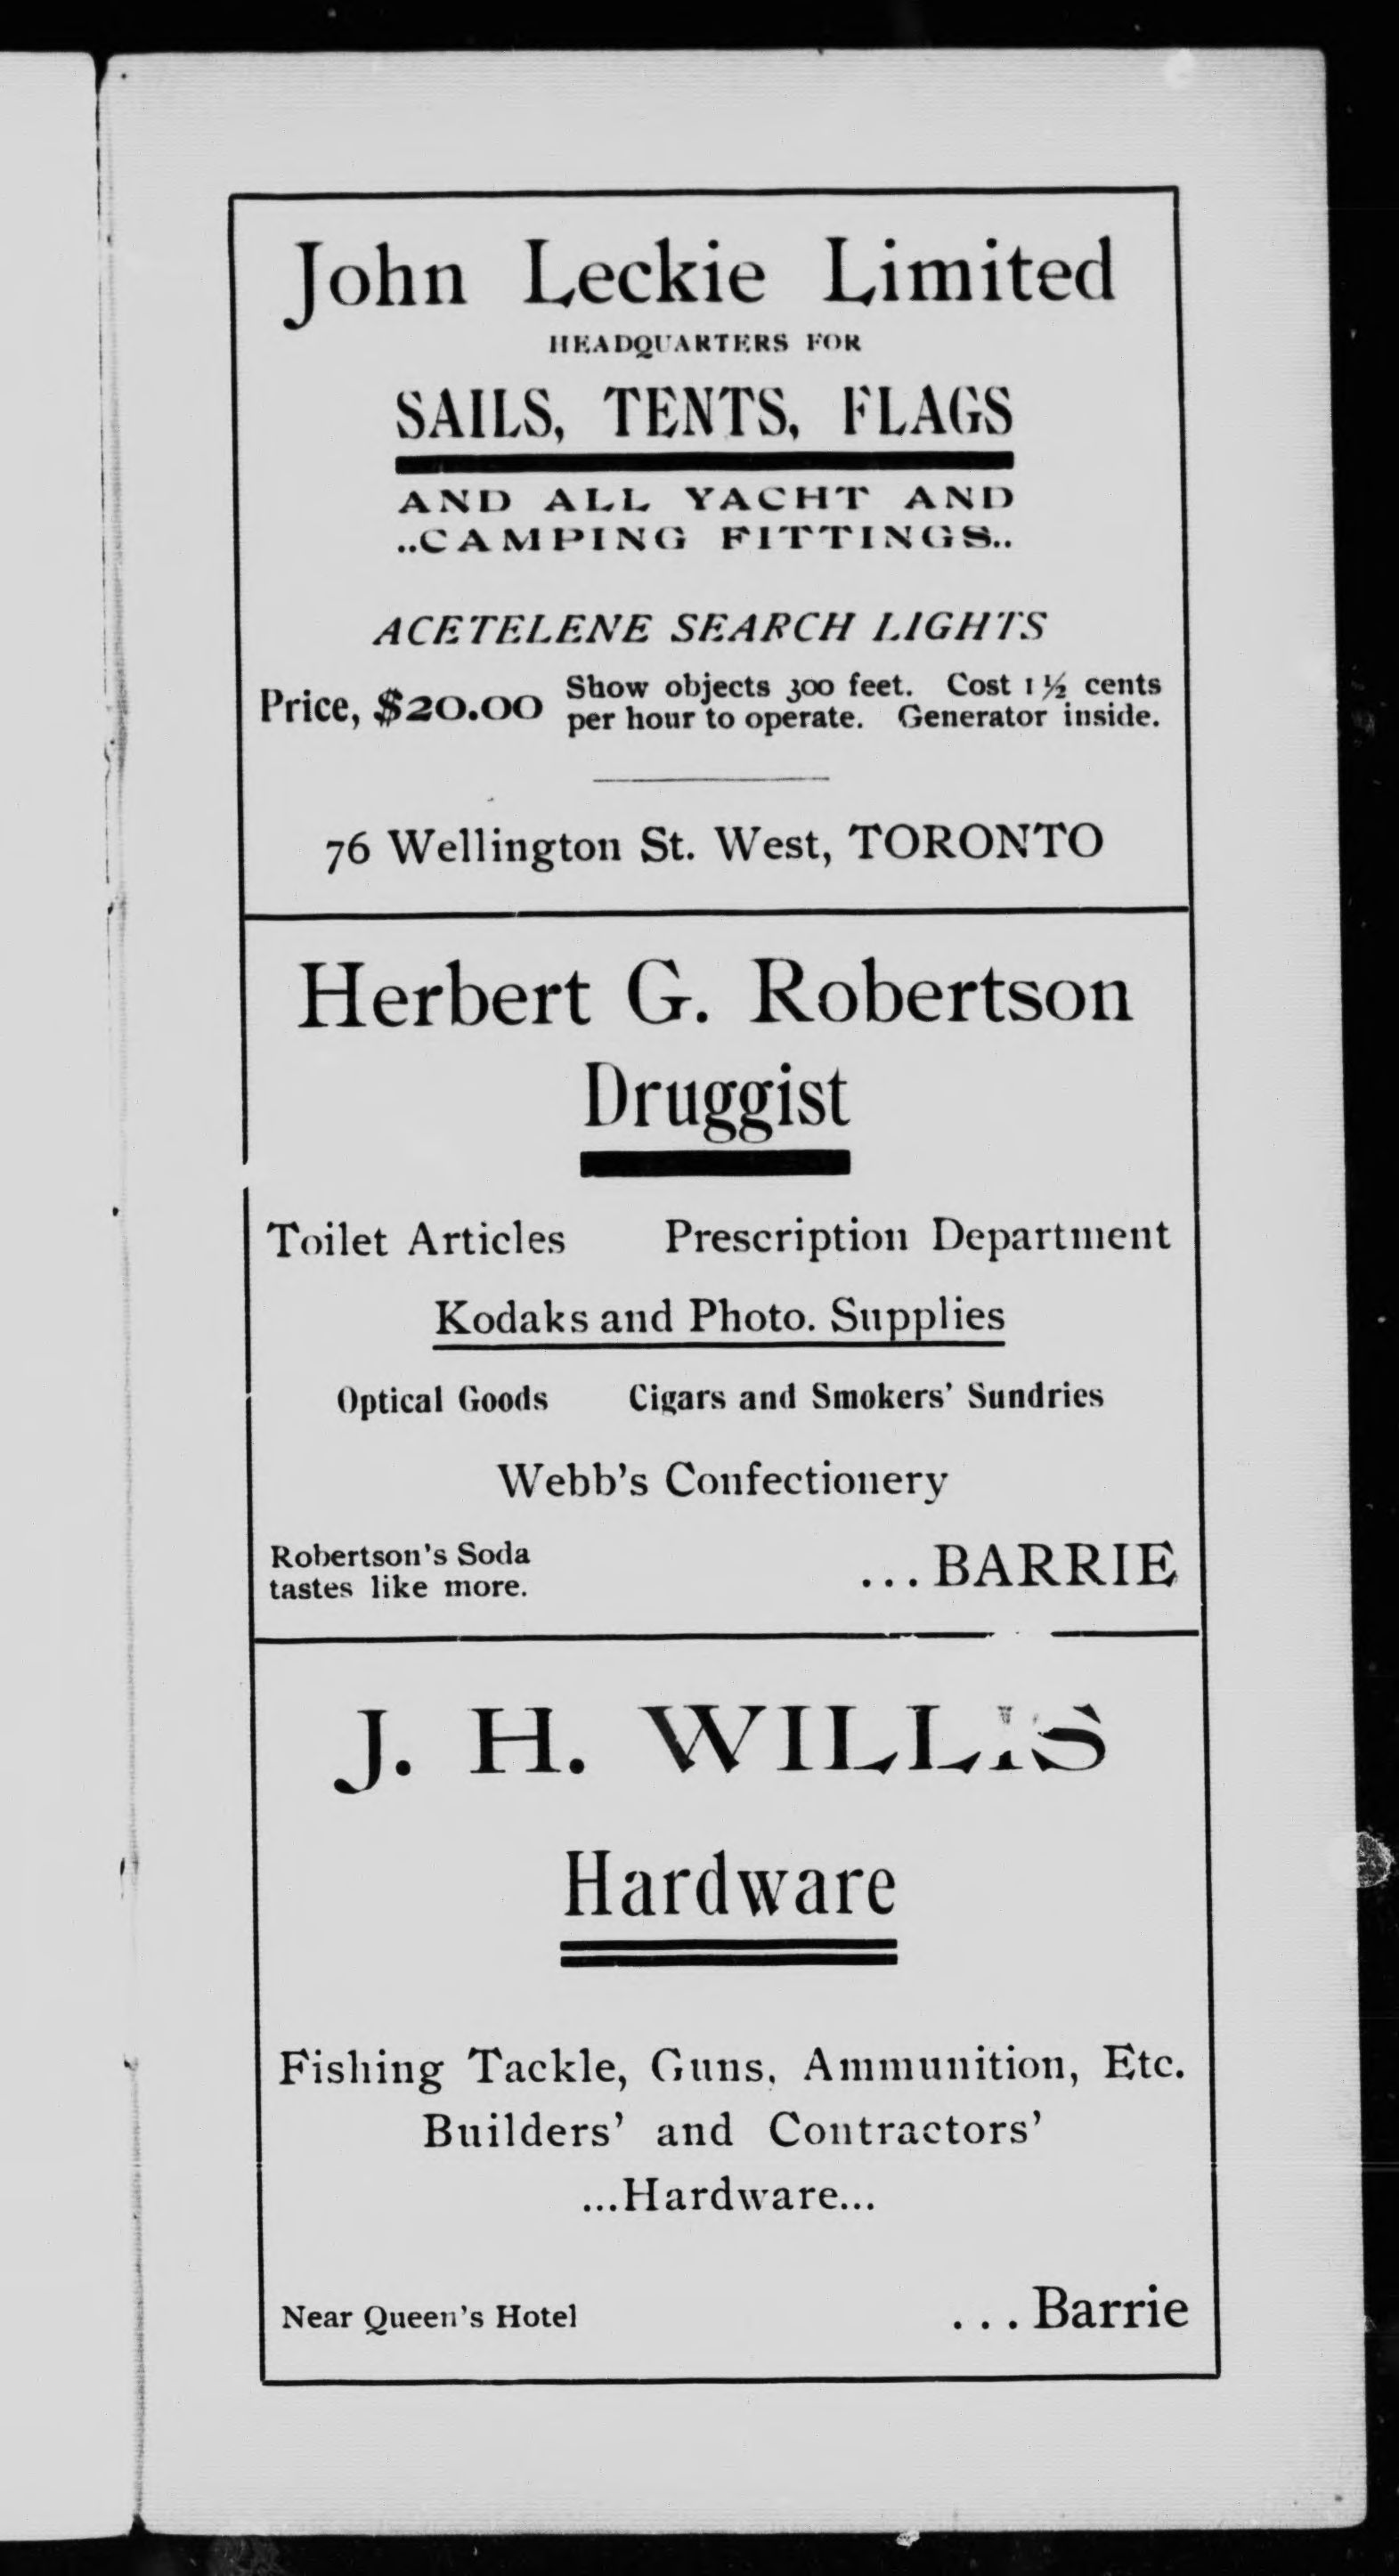 John Leckie Limited
HEADQUARTERS FOR
SAILS, TENTS, FLAGS
AND ALL YACHT AND
..CAMPING FITTINGS..
ACETELENE SEARCH LIGHTS
Price, $20.00 Show objects 300 feet. Cost 1½ cents
per hour to operate. Generator inside.
76 Wellington St. West, TORONTO
Herbert G. Robertson
Druggist
Toilet Articles Prescription Department
Kodaks and Photo. Supplies
Optical Goods Cigars and Smokers' Sundries
Webb's Confectionery
Robertson's Soda
tastes like more. ...BARRIE
J. H. WILLIS
Hardware
Fishing Tackle, Guns, Ammunition, Etc.
Builders' and Contractors'
...Hardware...
Near Queen's Hotel ...Barrie